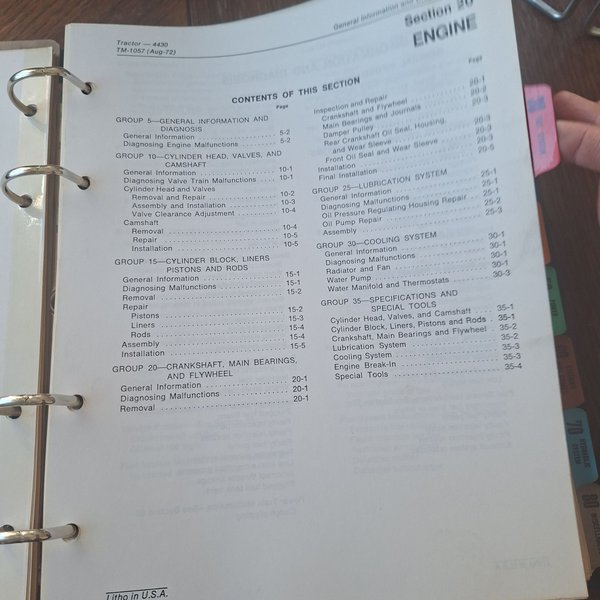 General Information and
Section 20
ENGINE
Tractor — 4430
TM-1057 (Aug-72)
CONTENTS OF THIS SECTION
Page
GROUP 5—GENERAL INFORMATION AND
DIAGNOSIS
General Information . . . . . . . . . . . . . . . . . 5-2
Diagnosing Engine Malfunctions . . . . . . . . . 5-2
GROUP 10—CYLINDER HEAD, VALVES, AND
CAMSHAFT
General Information . . . . . . . . . . . . . . . . . 10-1
Diagnosing Valve Train Malfunctions . . 10-1
Cylinder Head and Valves
Removal and Repair . . . . . . . . . . . . . . 10-2
Assembly and Installation . . . . . . . . . . 10-3
Valve Clearance Adjustment . . . . . . . . 10-4
Camshaft
Removal . . . . . . . . . . . . . . . . . . . . . . . 10-4
Repair . . . . . . . . . . . . . . . . . . . . . . . . 10-5
Installation . . . . . . . . . . . . . . . . . . . . . 10-5
GROUP 15—CYLINDER BLOCK, LINERS
PISTONS AND RODS
General Information . . . . . . . . . . . . . . . . . 15-1
Diagnosing Malfunctions . . . . . . . . . . . . . 15-1
Removal . . . . . . . . . . . . . . . . . . . . . . . . . 15-2
Repair
Pistons . . . . . . . . . . . . . . . . . . . . . . . . 15-2
Liners . . . . . . . . . . . . . . . . . . . . . . . . . 15-3
Rods . . . . . . . . . . . . . . . . . . . . . . . . . . 15-4
Assembly . . . . . . . . . . . . . . . . . . . . . . . . 15-4
Installation . . . . . . . . . . . . . . . . . . . . . . . 15-5
GROUP 20—CRANKSHAFT, MAIN BEARINGS,
AND FLYWHEEL
General Information . . . . . . . . . . . . . . . . . 20-1
Diagnosing Malfunctions . . . . . . . . . . . . . 20-1
Removal . . . . . . . . . . . . . . . . . . . . . . . . . 20-1
Page
Inspection and Repair . . . . . . . . . . . . . . . 20-1
Crankshaft and Flywheel . . . . . . . . . . . 20-2
Main Bearings and Journals . . . . . . . . 20-3
Damper Pulley . . . . . . . . . . . . . . . . . .
Rear Crankshaft Oil Seal, Housing,
and Wear Sleeve . . . . . . . . . . . . . . . 20-3
Front Oil Seal and Wear Sleeve . . . . . 20-3
Installation . . . . . . . . . . . . . . . . . . . . . . . 20-3
Final Installation . . . . . . . . . . . . . . . . . . 20-5
GROUP 25—LUBRICATION SYSTEM
General Information . . . . . . . . . . . . . . . . . 25-1
Diagnosing Malfunctions . . . . . . . . . . . . . 25-1
Oil Pressure Regulating Housing Repair . 25-1
Oil Pump Repair . . . . . . . . . . . . . . . . . . . 25-2
Assembly . . . . . . . . . . . . . . . . . . . . . . . . 25-3
GROUP 30—COOLING SYSTEM
General Information . . . . . . . . . . . . . . . . . 30-1
Diagnosing Malfunctions . . . . . . . . . . . . . 30-1
Radiator and Fan . . . . . . . . . . . . . . . . . . 30-1
Water Pump . . . . . . . . . . . . . . . . . . . . . . 30-1
Water Manifold and Thermostats . . . . . . . 30-3
GROUP 35—SPECIFICATIONS AND
SPECIAL TOOLS
Cylinder Head, Valves, and Camshaft . . . 35-1
Cylinder Block, Liners, Pistons and Rods . 35-1
Crankshaft, Main Bearing and Flywheel . 35-2
Lubrication System . . . . . . . . . . . . . . . . . 35-2
Cooling System . . . . . . . . . . . . . . . . . . . 35-3
Engine Break-In . . . . . . . . . . . . . . . . . . . 35-3
Special Tools . . . . . . . . . . . . . . . . . . . . . 35-4
Litho in U.S.A.
70
80